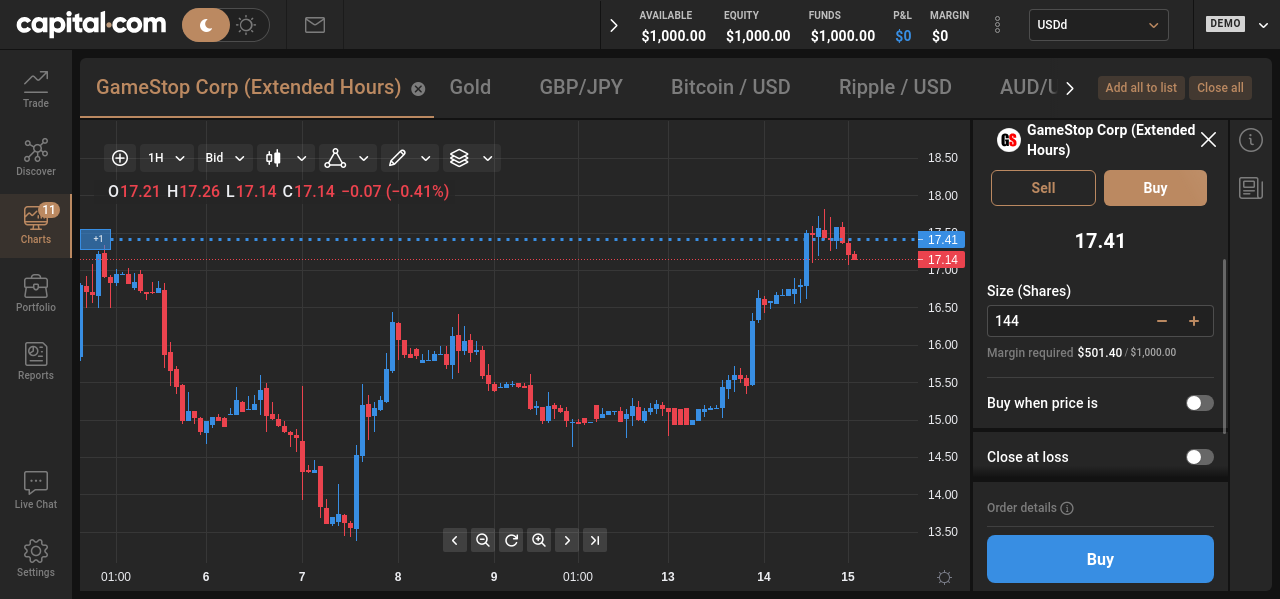 capital.com
AVAILABLE EQUITY FUNDS P&L MARGIN
$1,000.00 $1,000.00 $1,000.00 $0 $0
USDd
DEMO
Trade
Discover
11
Charts
Portfolio
Reports
Live Chat
Settings
GameStop Corp (Extended Hours) Gold GBP/JPY Bitcoin / USD Ripple / USD AUD/U
Add all to list Close all
1H Bid
O17.21 H17.26 L17.14 C17.14 −0.07 (−0.41%)
+1
18.50
18.00
17.50
17.41
17.14
17.00
16.50
16.00
15.50
15.00
14.50
14.00
13.50
01:00 6 7 8 9 01:00 13 14 15
GS
GameStop Corp (Extended
Hours)
Sell Buy
17.41
Size (Shares)
144
Margin required $501.40 / $1,000.00
Buy when price is
Close at loss
Order details
Buy